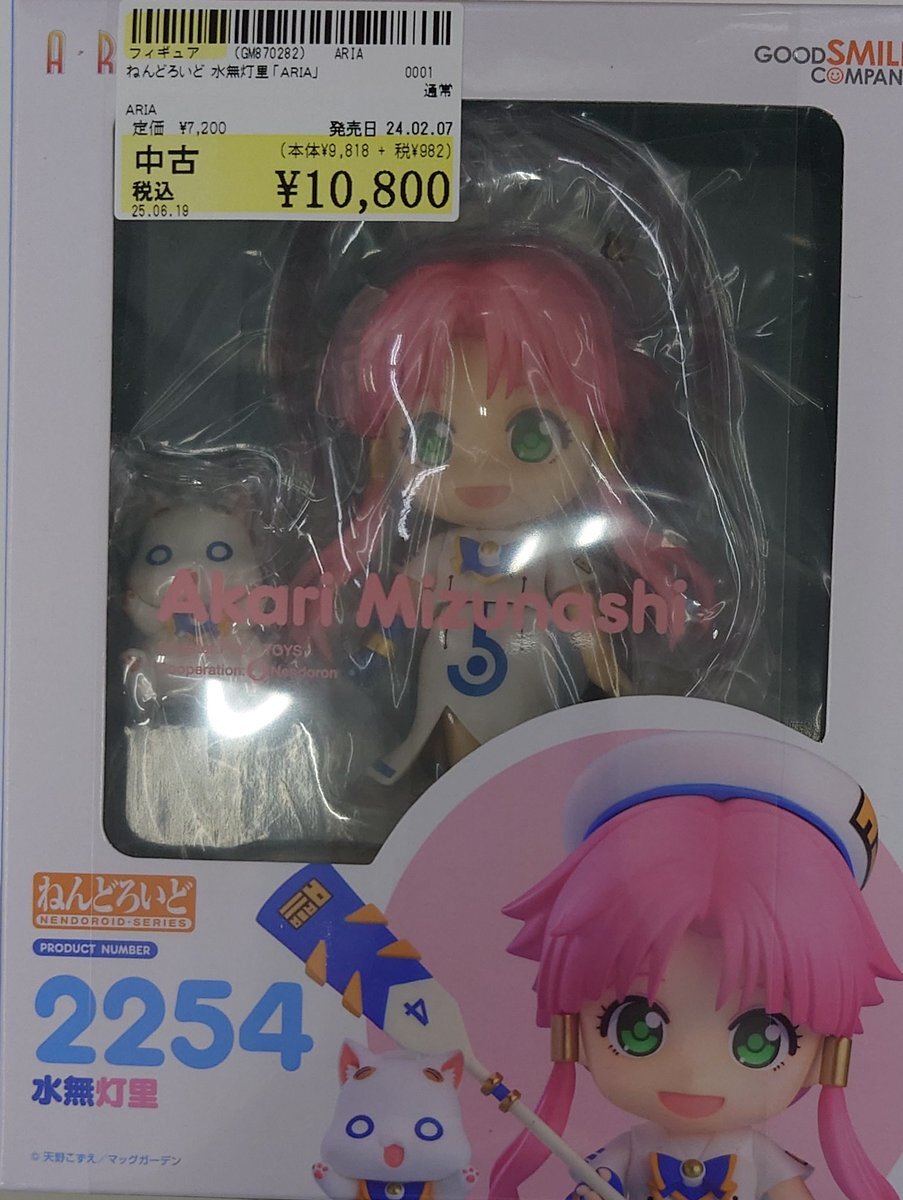 フィギュア (GM870282) ARIA
ねんどろいど 水無灯里「ARIA」 0001
通常
ARIA
定価 ¥7,200 発売日 24.02.07
中古 (本体¥9,818 + 税¥982)
税込 ¥10,800
25.06.19
GOOD SMILE
COMPAN
Akari Mizunashi
TOYS
Nendoron
ねんどろいど
NENDOROID-SERIES
PRODUCT NUMBER
2254
水無灯里
ARIA
4
© 天野こずえ/マッグガーデン